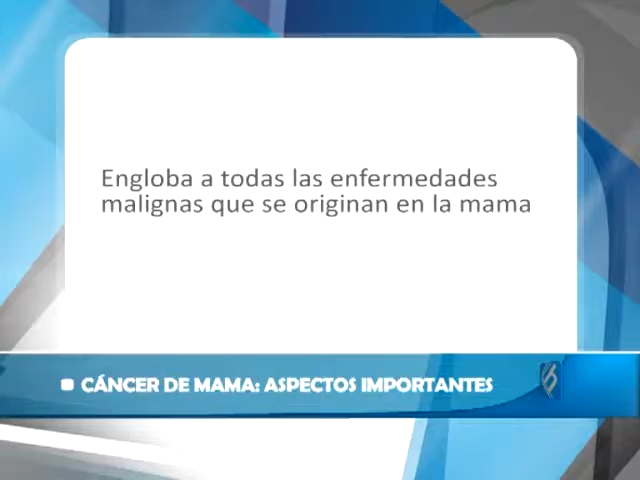 Engloba a todas las enfermedades
malignas que se originan en la mama
CÁNCER DE MAMA: ASPECTOS IMPORTANTES